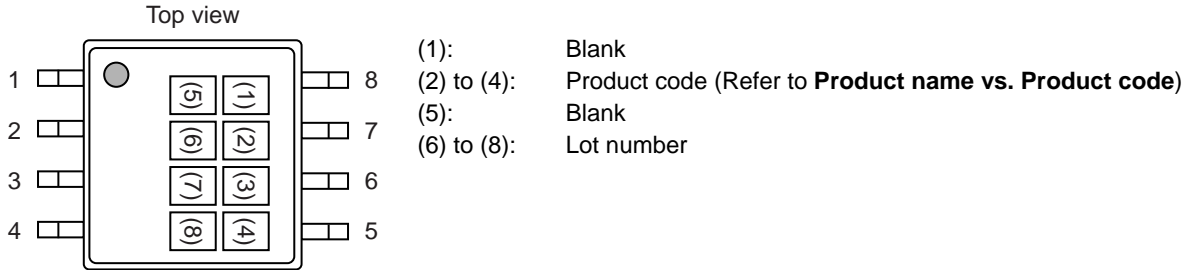 Top view
1
2
3
4
8
7
6
5
(5) (1)
(6) (2)
(7) (3)
(8) (4)
(1): Blank
(2) to (4): Product code (Refer to Product name vs. Product code)
(5): Blank
(6) to (8): Lot number